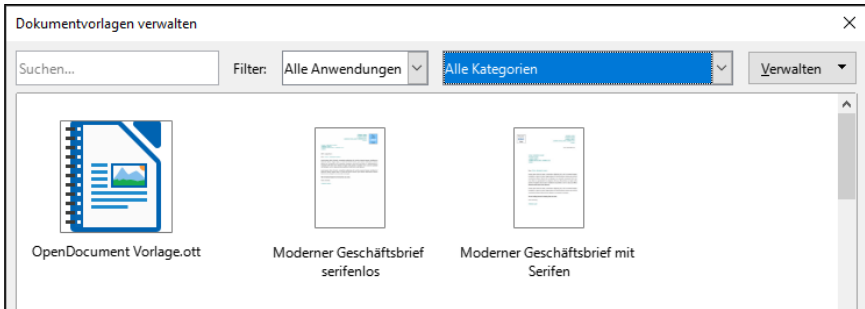 Dokumentvorlagen verwalten
Suchen... Filter: Alle Anwendungen Alle Kategorien Verwalten
OpenDocument Vorlage.ott Moderner Geschäftsbrief serifenlos Moderner Geschäftsbrief mit Serifen